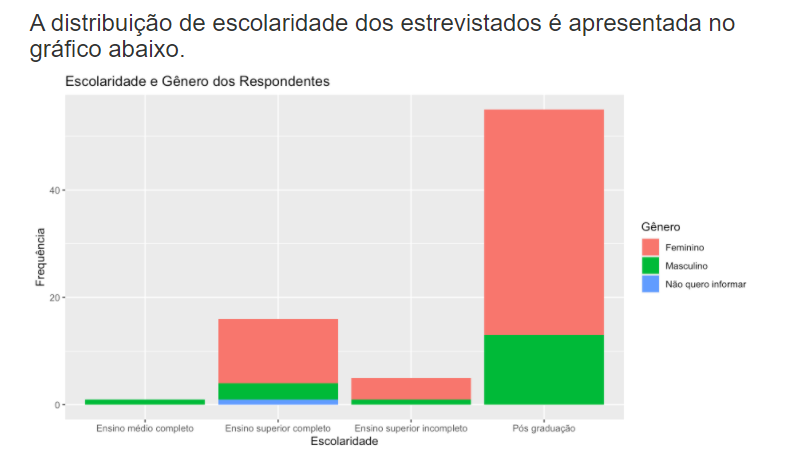 A distribuição de escolaridade dos estrevistados é apresentada no
gráfico abaixo.
Escolaridade e Gênero dos Respondentes
Frequência
40
20
0
Ensino médio completo
Ensino superior completo
Ensino superior incompleto
Pós graduação
Escolaridade
Gênero
Feminino
Masculino
Não quero informar